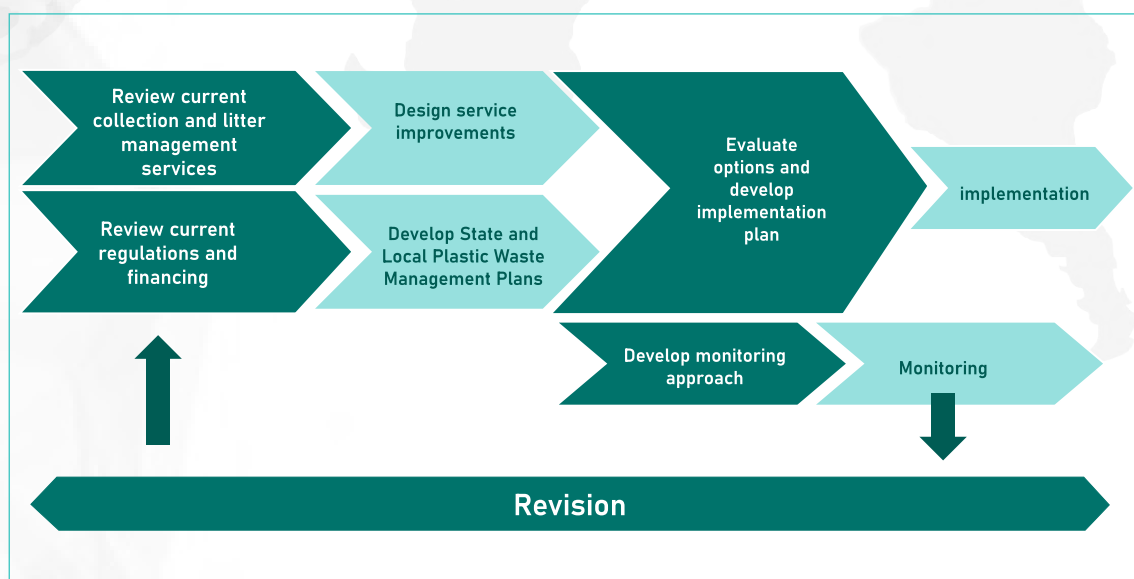 Review current
collection and litter
management
services
Design service
improvements
Evaluate
options and
develop
implementation
plan
implementation
Review current
regulations and
financing
Develop State and
Local Plastic Waste
Management Plans
Develop monitoring
approach
Monitoring
Revision